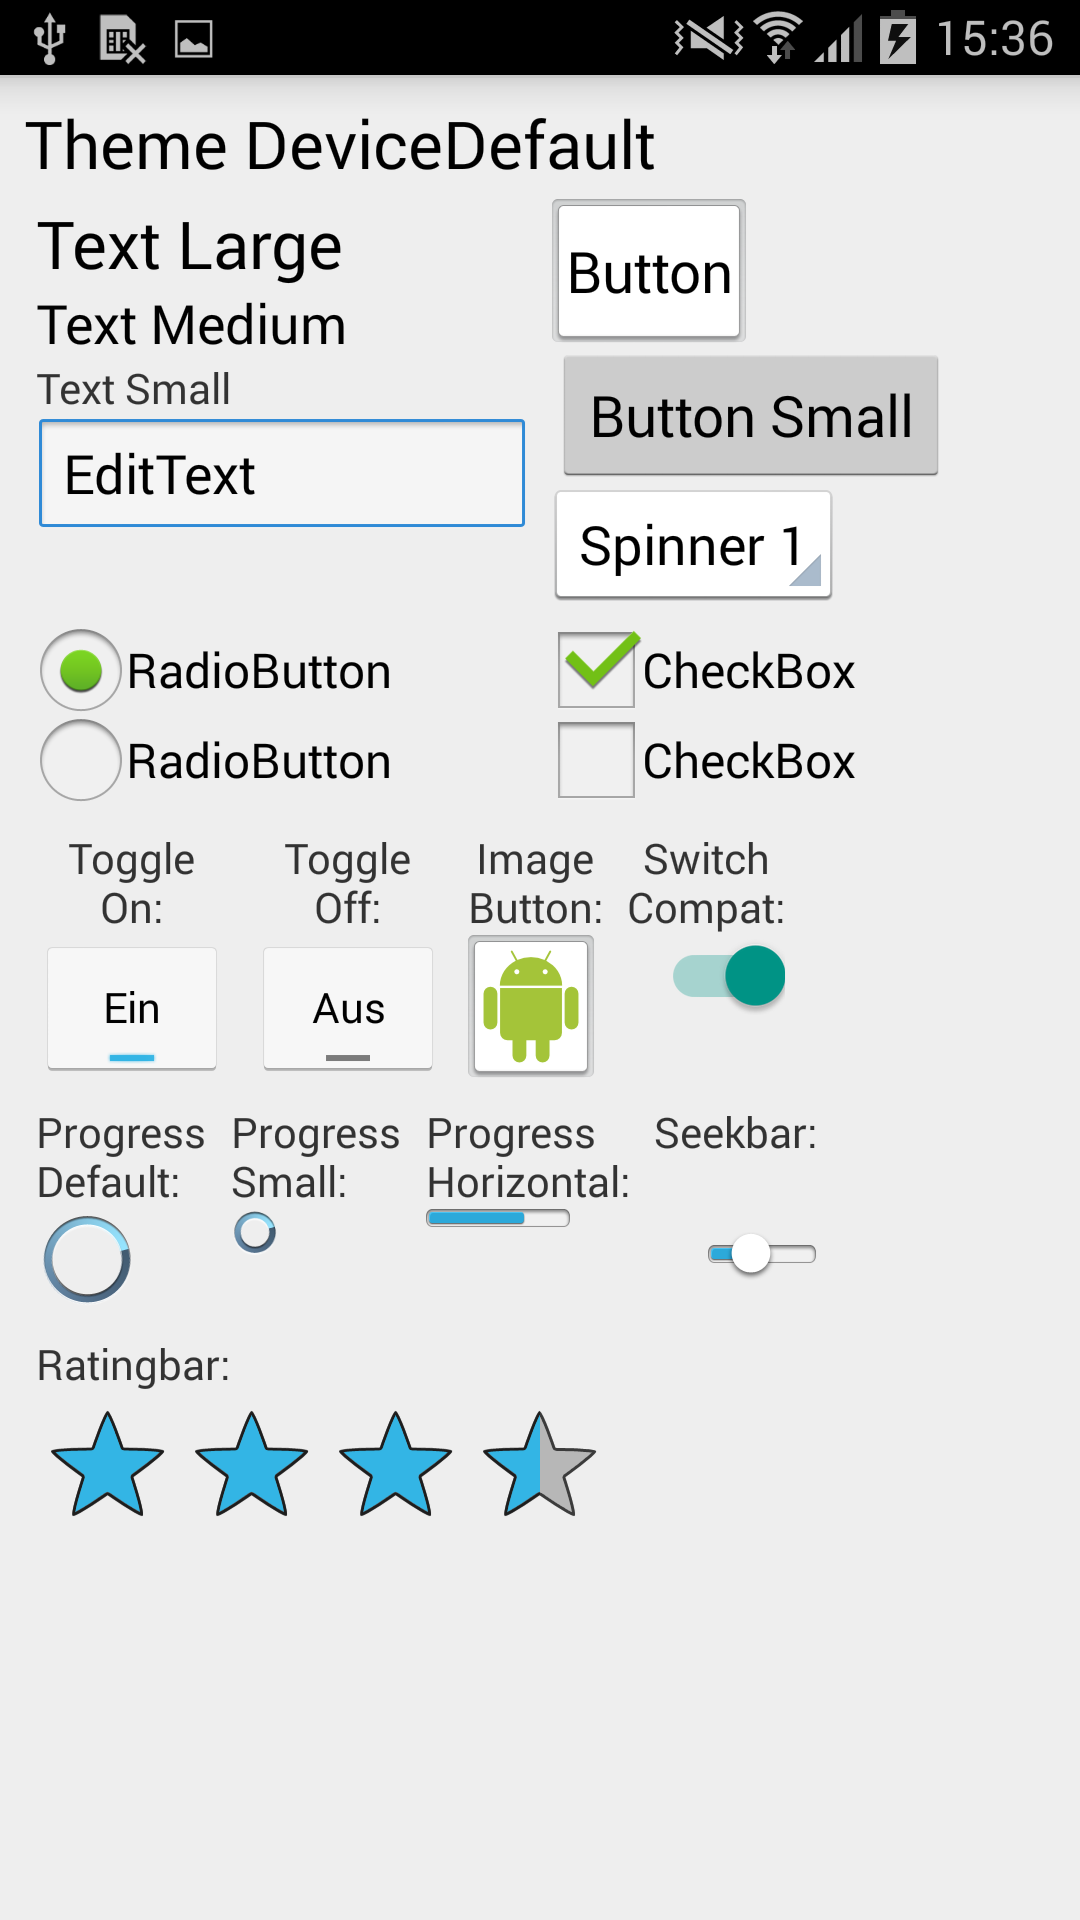 15:36
Theme DeviceDefault
Text Large
Button
Text Medium
Text Small
Button Small
EditText
Spinner 1
RadioButton
CheckBox
RadioButton
CheckBox
Toggle On:
Toggle Off:
Image Button:
Switch Compat:
Ein
Aus
Progress Default:
Progress Small:
Progress Horizontal:
Seekbar:
Ratingbar: